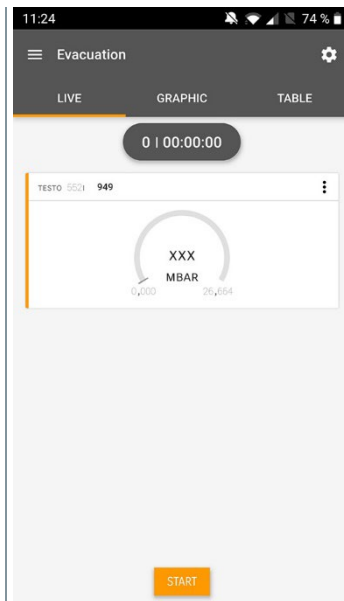 11:24 74 %
Evacuation
LIVE GRAPHIC TABLE
0 | 00:00:00
TESTO 552i 949
XXX
MBAR
0,000 26,664
START